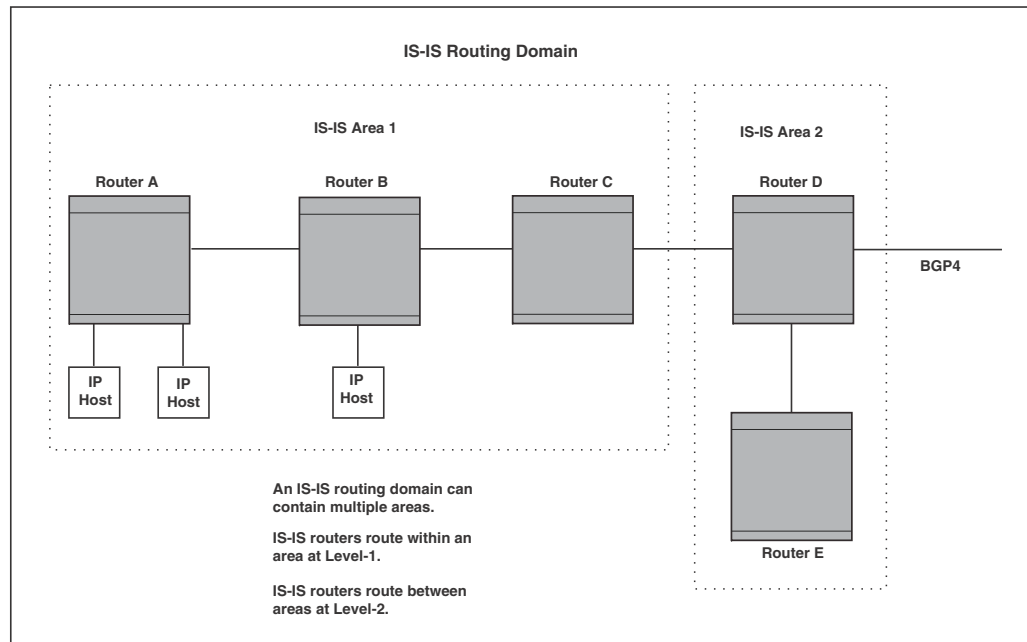 IS-IS Routing Domain
IS-IS Area 1
IS-IS Area 2
Router A
Router B
Router C
Router D
BGP4
IP
Host
IP
Host
IP
Host
Router E
An IS-IS routing domain can
contain multiple areas.
IS-IS routers route within an
area at Level-1.
IS-IS routers route between
areas at Level-2.